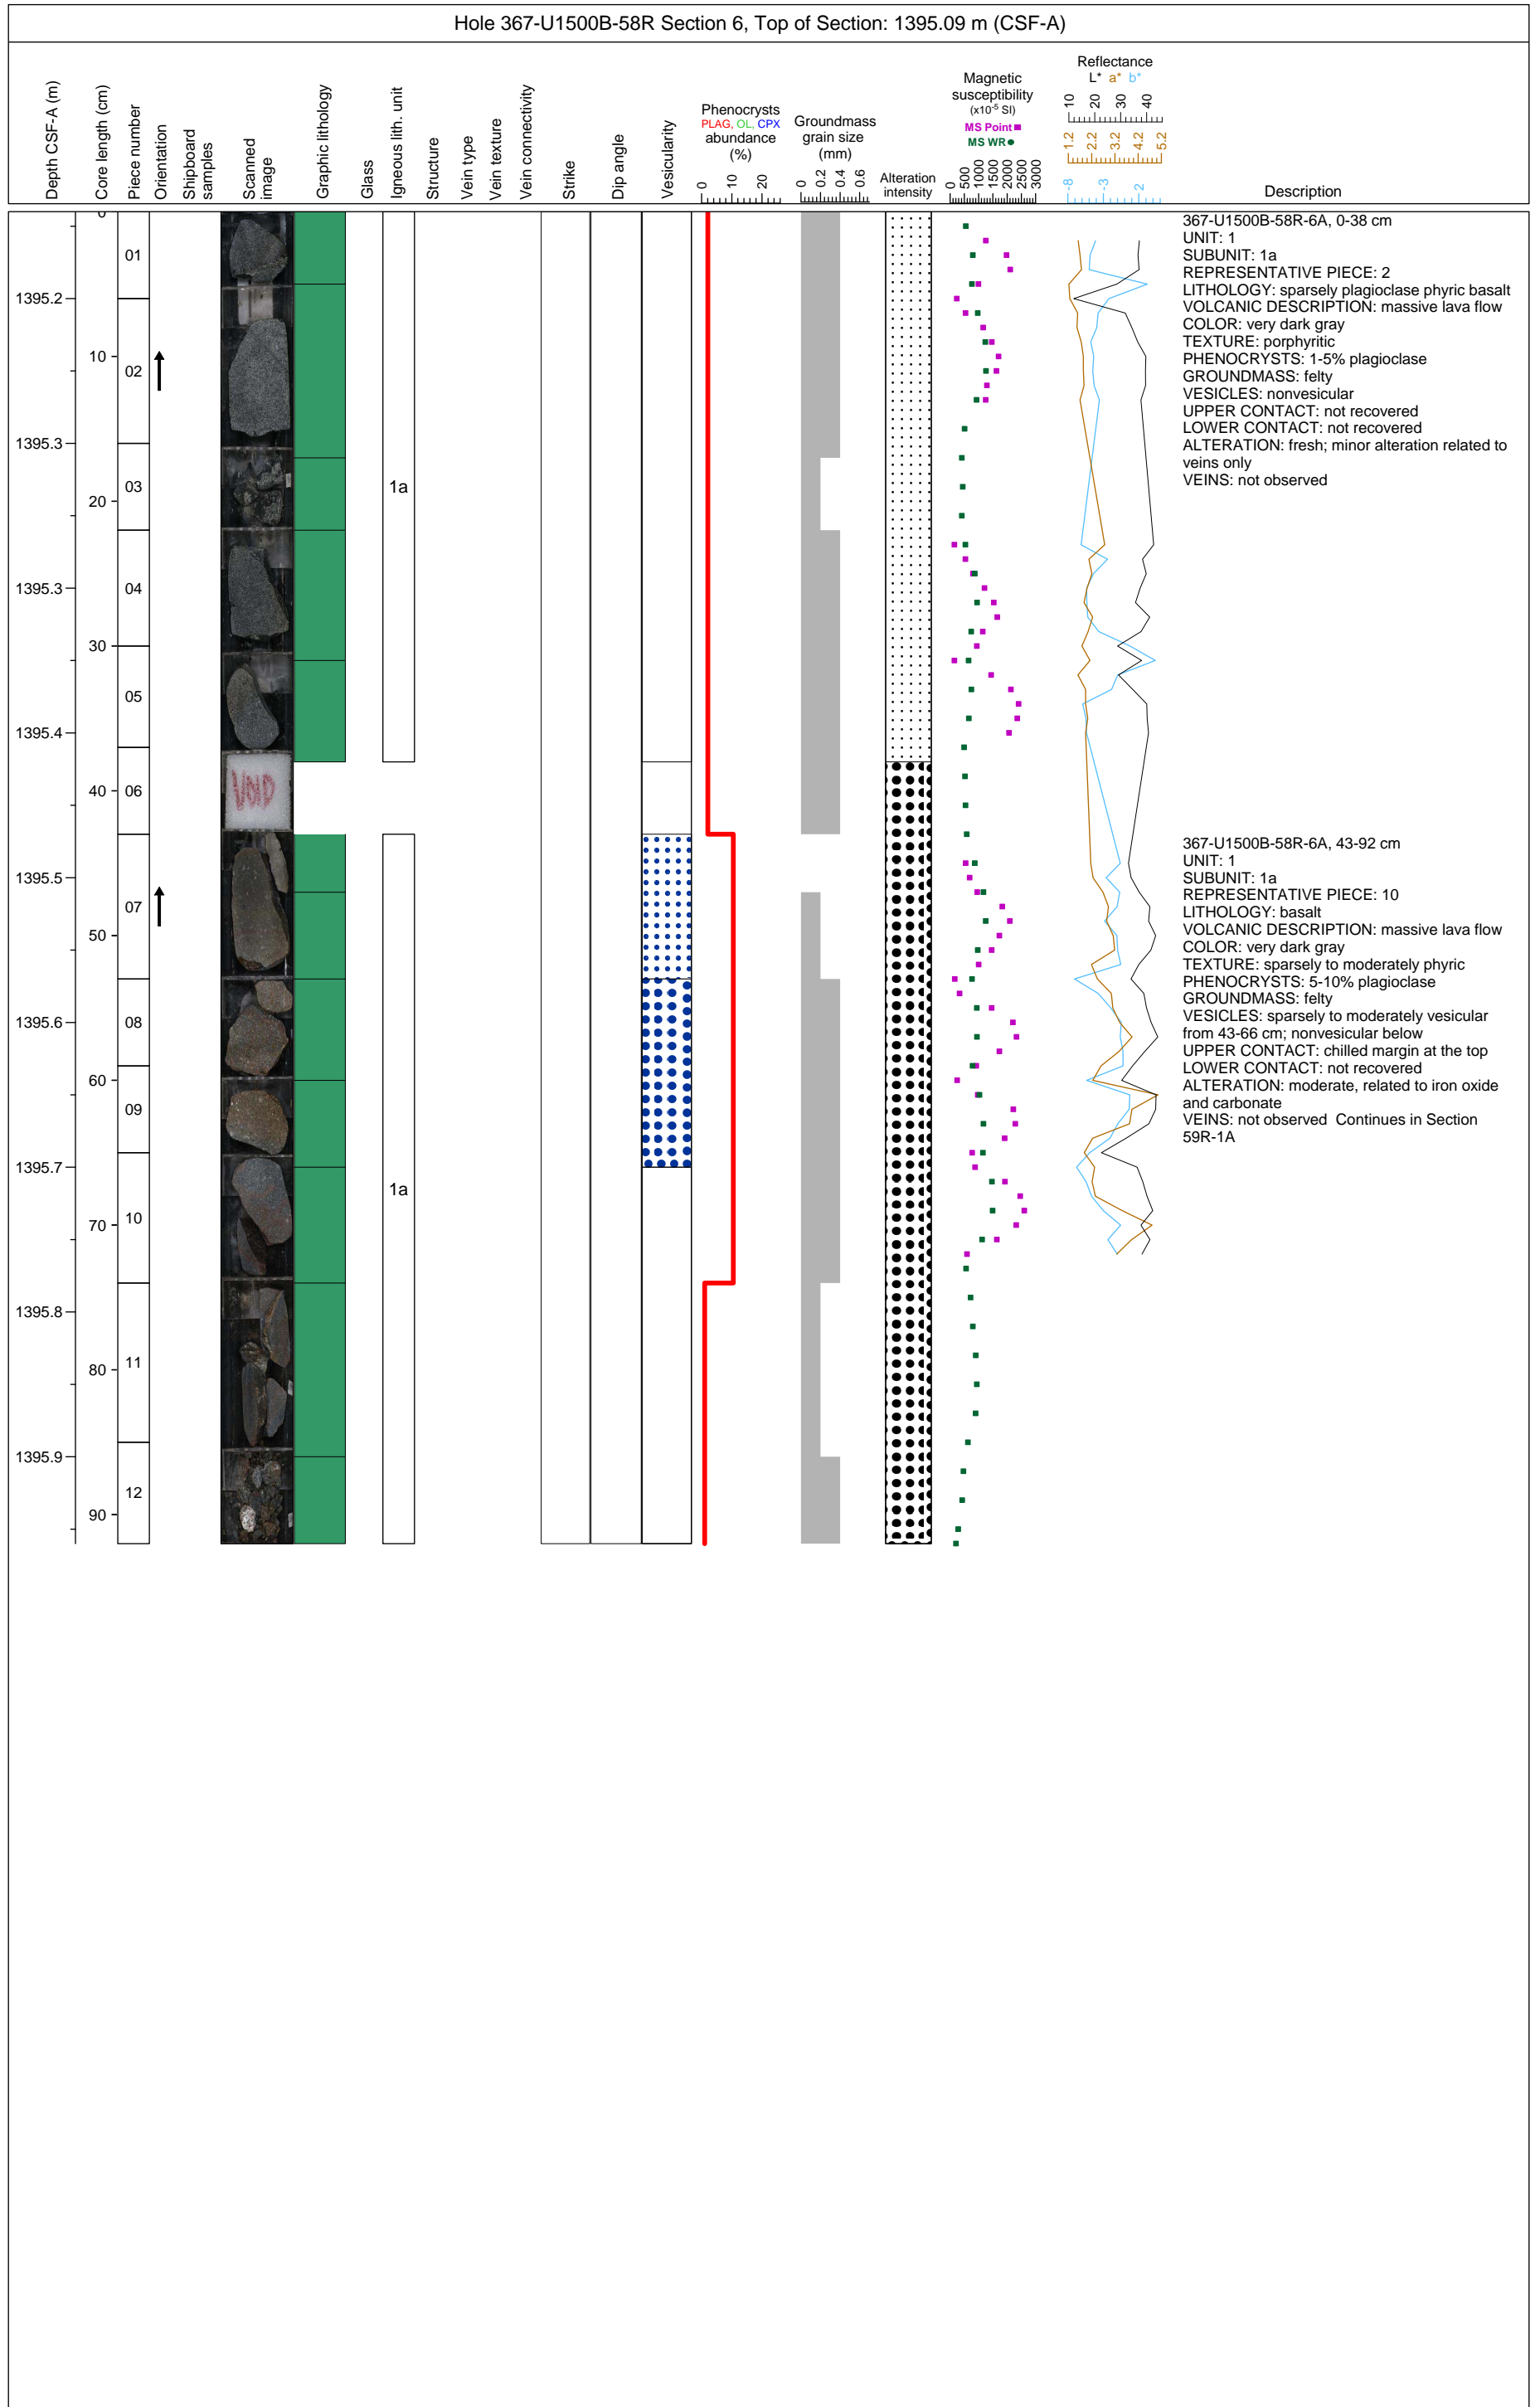 Hole 367-U1500B-58R Section 6, Top of Section: 1395.09 m (CSF-A)
Depth CSF-A (m)
Core length (cm)
Piece number
Orientation
Shipboard
samples
Scanned
image
Graphic lithology
Glass
Igneous lith. unit
Structure
Vein type
Vein texture
Vein connectivity
Strike
Dip angle
Vesicularity
Phenocrysts
PLAG, OL, CPX
abundance
(%)
0 10 20
Groundmass
grain size
(mm)
0 0.2 0.4 0.6
Alteration
intensity
Magnetic
susceptibility
(x10-5 SI)
MS Point
MS WR
0 500 1000 1500 2000 2500 3000
Reflectance
L* a* b*
10 20 30 40
1.2 2.2 3.2 4.2 5.2
-8 -3 2
Description
0
10
20
30
40
50
60
70
80
90
1395.2
1395.3
1395.3
1395.4
1395.5
1395.6
1395.7
1395.8
1395.9
01
02
03
04
05
06
07
08
09
10
11
12
VOID
1a
1a
367-U1500B-58R-6A, 0-38 cm
UNIT: 1
SUBUNIT: 1a
REPRESENTATIVE PIECE: 2
LITHOLOGY: sparsely plagioclase phyric basalt
VOLCANIC DESCRIPTION: massive lava flow
COLOR: very dark gray
TEXTURE: porphyritic
PHENOCRYSTS: 1-5% plagioclase
GROUNDMASS: felty
VESICLES: nonvesicular
UPPER CONTACT: not recovered
LOWER CONTACT: not recovered
ALTERATION: fresh; minor alteration related to
veins only
VEINS: not observed
367-U1500B-58R-6A, 43-92 cm
UNIT: 1
SUBUNIT: 1a
REPRESENTATIVE PIECE: 10
LITHOLOGY: basalt
VOLCANIC DESCRIPTION: massive lava flow
COLOR: very dark gray
TEXTURE: sparsely to moderately phyric
PHENOCRYSTS: 5-10% plagioclase
GROUNDMASS: felty
VESICLES: sparsely to moderately vesicular
from 43-66 cm; nonvesicular below
UPPER CONTACT: chilled margin at the top
LOWER CONTACT: not recovered
ALTERATION: moderate, related to iron oxide
and carbonate
VEINS: not observed  Continues in Section
59R-1A